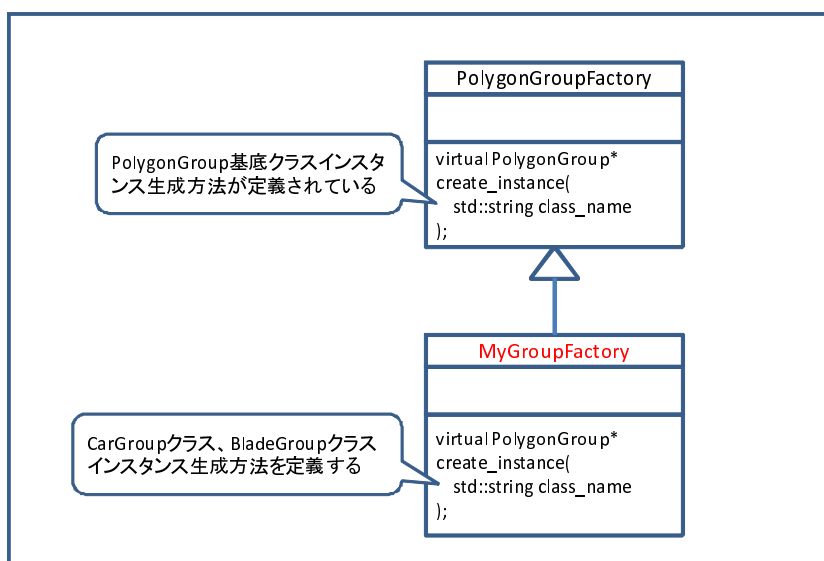 PolygonGroupFactory
PolygonGroup基底クラスインスタ
ンス生成方法が定義されている
virtual PolygonGroup*
create_instance(
std::string class_name
);
MyGroupFactory
CarGroupクラス、BladeGroupクラス
インスタンス生成方法を定義する
virtual PolygonGroup*
create_instance(
std::string class_name
);